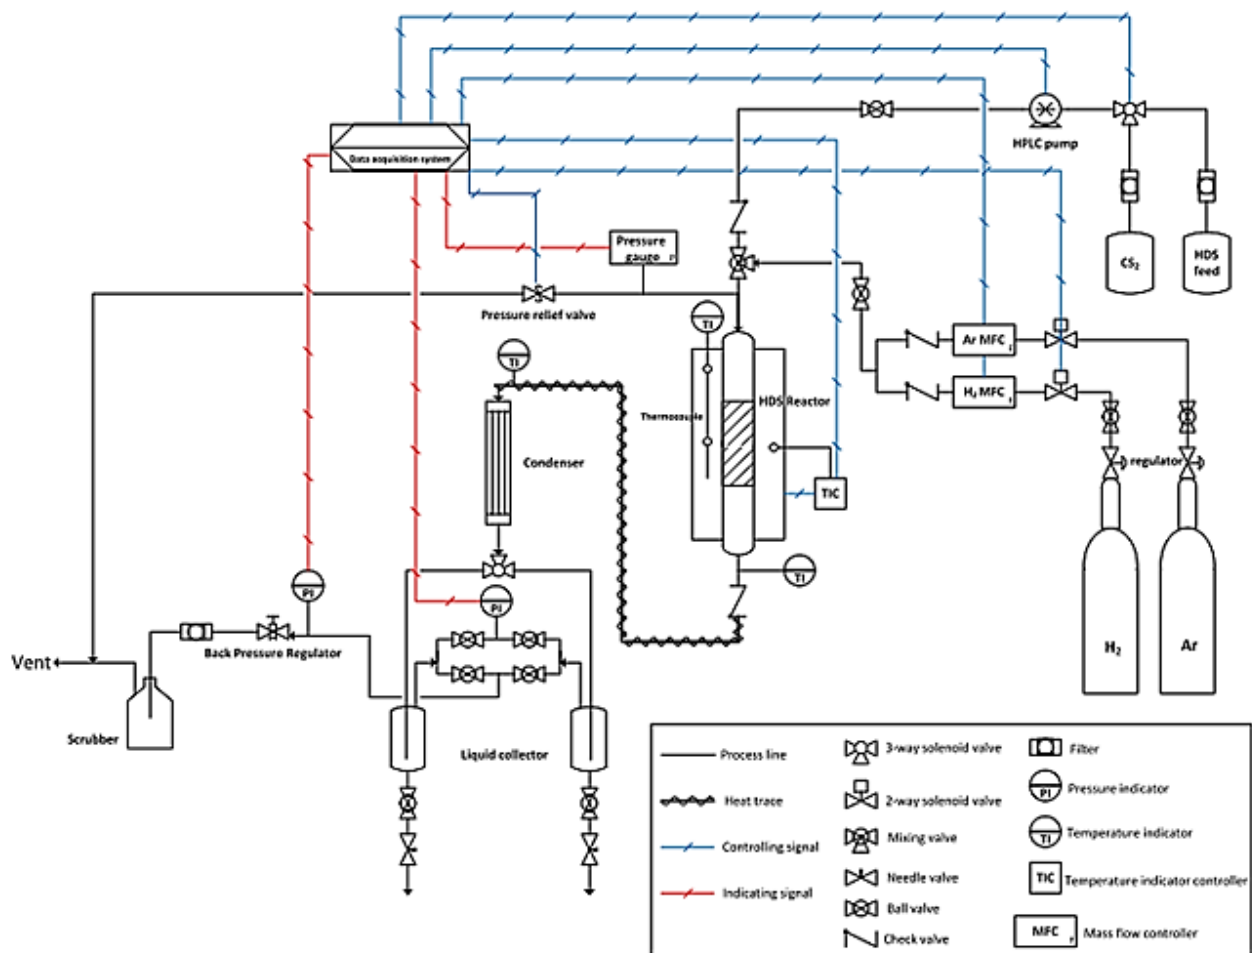 Data acquisition system
HPLC pump
CS₂
HDS
feed
Pressure
gauge
Pressure relief valve
TI
TI
Ar MFC
H₂ MFC
HDS Reactor
Thermocouple
Condenser
TIC
regulator
TI
PI
PI
Back Pressure Regulator
Vent
H₂
Ar
Scrubber
Liquid collector
Process line
Heat trace
Controlling signal
Indicating signal
3-way solenoid valve
2-way solenoid valve
Mixing valve
Needle valve
Ball valve
Check valve
Filter
PI Pressure indicator
TI Temperature indicator
TIC Temperature indicator controller
MFC Mass flow controller